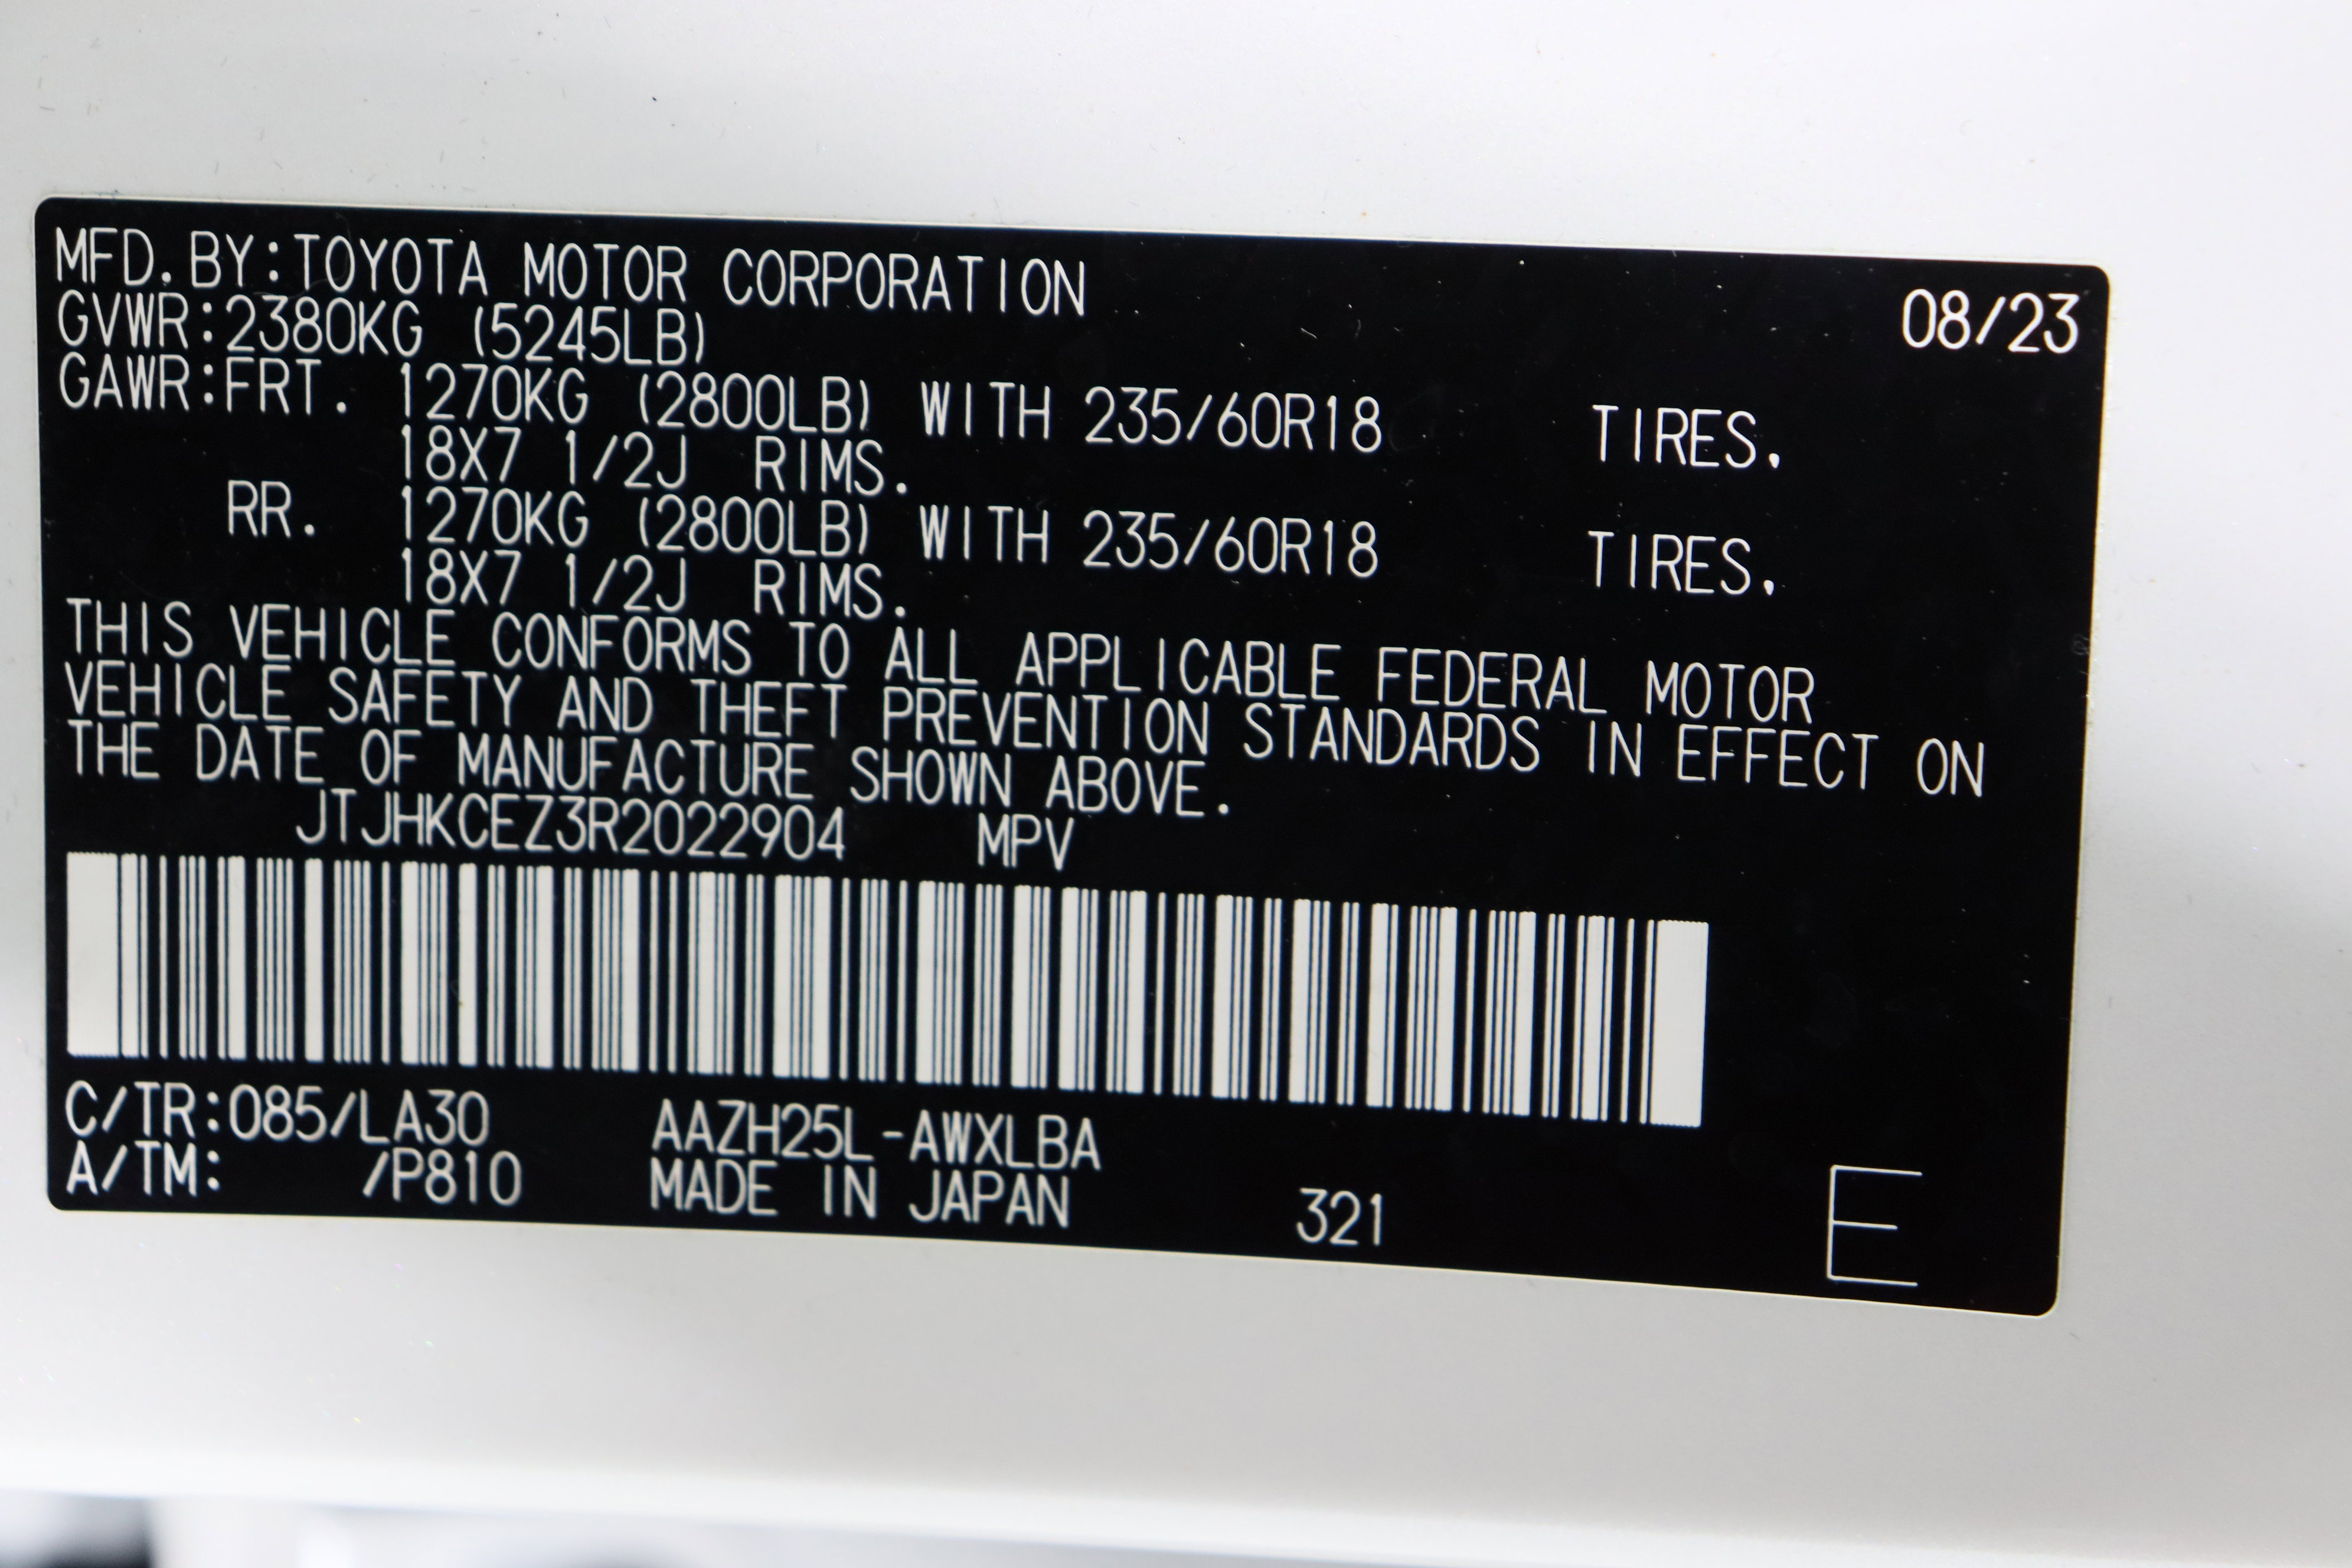 MFD.BY:TOYOTA MOTOR CORPORATION 08/23
GVWR:2380KG (5245LB)
GAWR:FRT. 1270KG (2800LB) WITH 235/60R18 TIRES.
18X7 1/2J RIMS.
RR. 1270KG (2800LB) WITH 235/60R18 TIRES.
18X7 1/2J RIMS.
THIS VEHICLE CONFORMS TO ALL APPLICABLE FEDERAL MOTOR
VEHICLE SAFETY AND THEFT PREVENTION STANDARDS IN EFFECT ON
THE DATE OF MANUFACTURE SHOWN ABOVE.
JTJHKCEZ3R2022904 MPV
C/TR:085/LA30 AAZH25L-AWXLBA
A/TM: /P810 MADE IN JAPAN 321 E